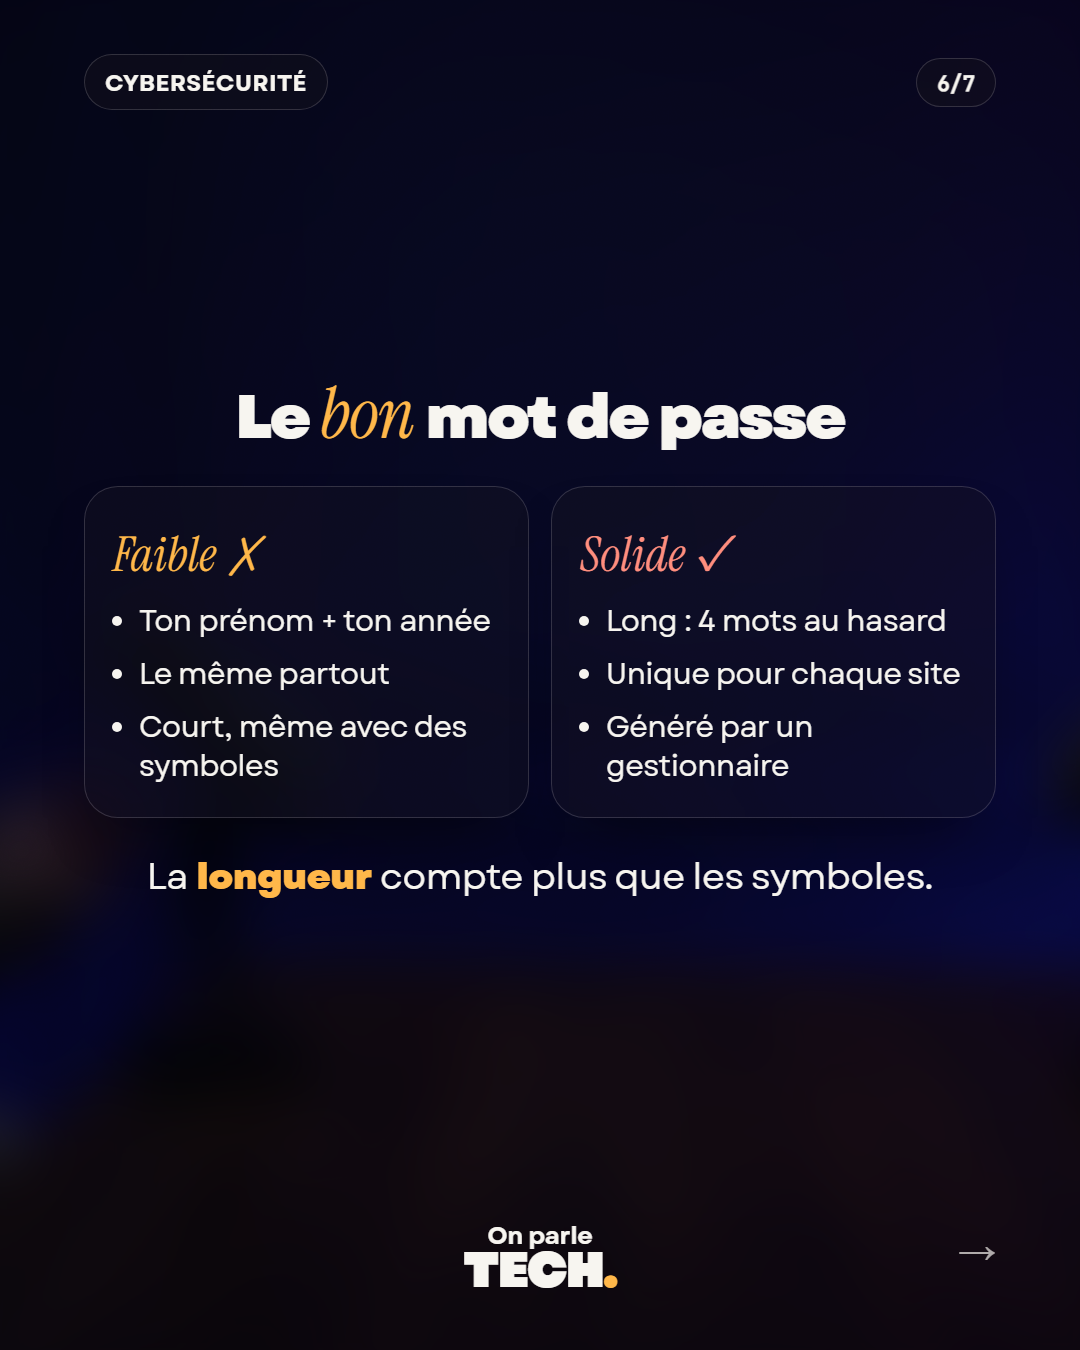 CYBERSÉCURITÉ
6/7
Le bon mot de passe
Faible ✗
• Ton prénom + ton année
• Le même partout
• Court, même avec des
symboles
Solide ✓
• Long : 4 mots au hasard
• Unique pour chaque site
• Généré par un
gestionnaire
La longueur compte plus que les symboles.
On parle
TECH.
→